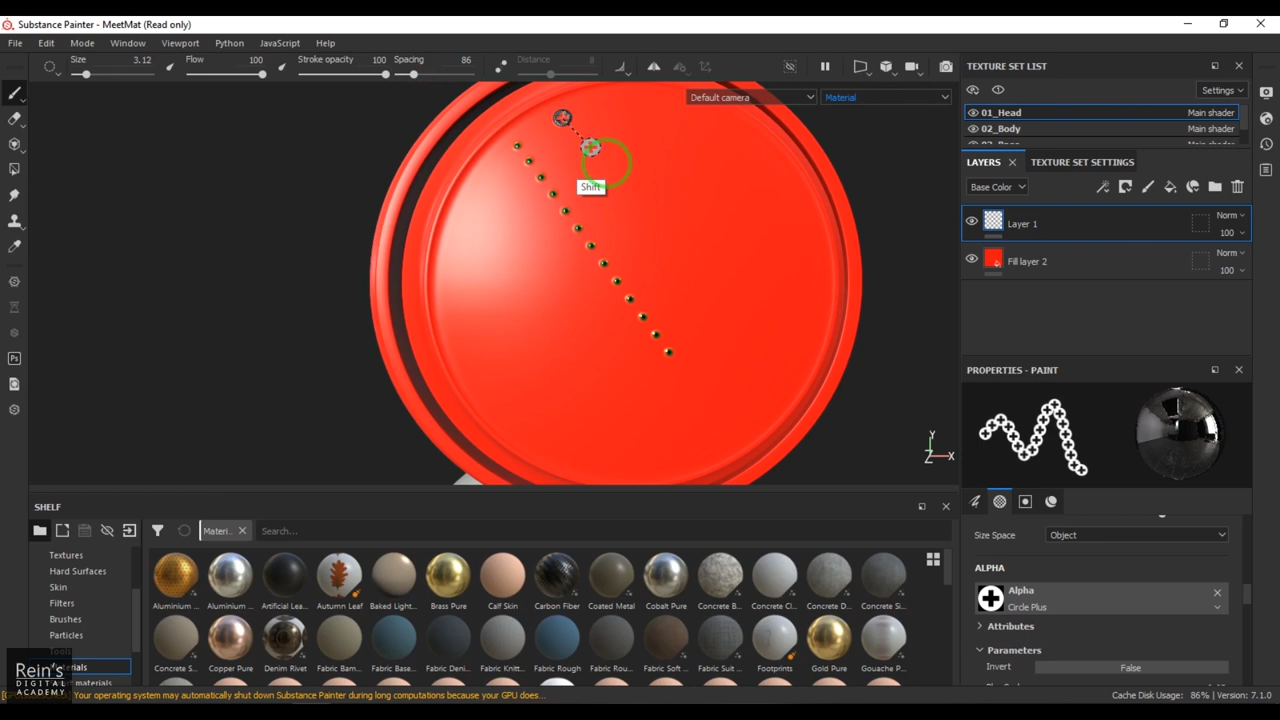 Substance Painter - MeetMat (Read only)
File Edit Mode Window Viewport Python JavaScript Help
Size 3.12 Flow 100 Stroke opacity 100 Spacing 86 Distance 8
Default camera Material
Shift
Y
Z X
TEXTURE SET LIST
Settings
01_Head Main shader
02_Body Main shader
Main shader
LAYERS TEXTURE SET SETTINGS
Base Color
Layer 1 Norm 100
Fill layer 2 Norm 100
PROPERTIES - PAINT
Size Space Object
ALPHA
Alpha
Circle Plus
Attributes
Parameters
Invert False
SHELF
Materi... Search...
Textures
Hard Surfaces
Skin
Filters
Brushes
Particles
Tools
Aluminium ... Aluminium ... Artificial Lea... Autumn Leaf Baked Light... Brass Pure Calf Skin Carbon Fiber Coated Metal Cobalt Pure Concrete B... Concrete Cl... Concrete D... Concrete Si...
Concrete S... Copper Pure Denim Rivet Fabric Bam... Fabric Base... Fabric Deni... Fabric Knitt... Fabric Rough Fabric Rou... Fabric Soft ... Fabric Suit ... Footprints Gold Pure Gouache P...
Rein's
DIGITAL
ACADEMY
Your operating system may automatically shut down Substance Painter during long computations because your GPU does...
Cache Disk Usage: 86% | Version: 7.1.0